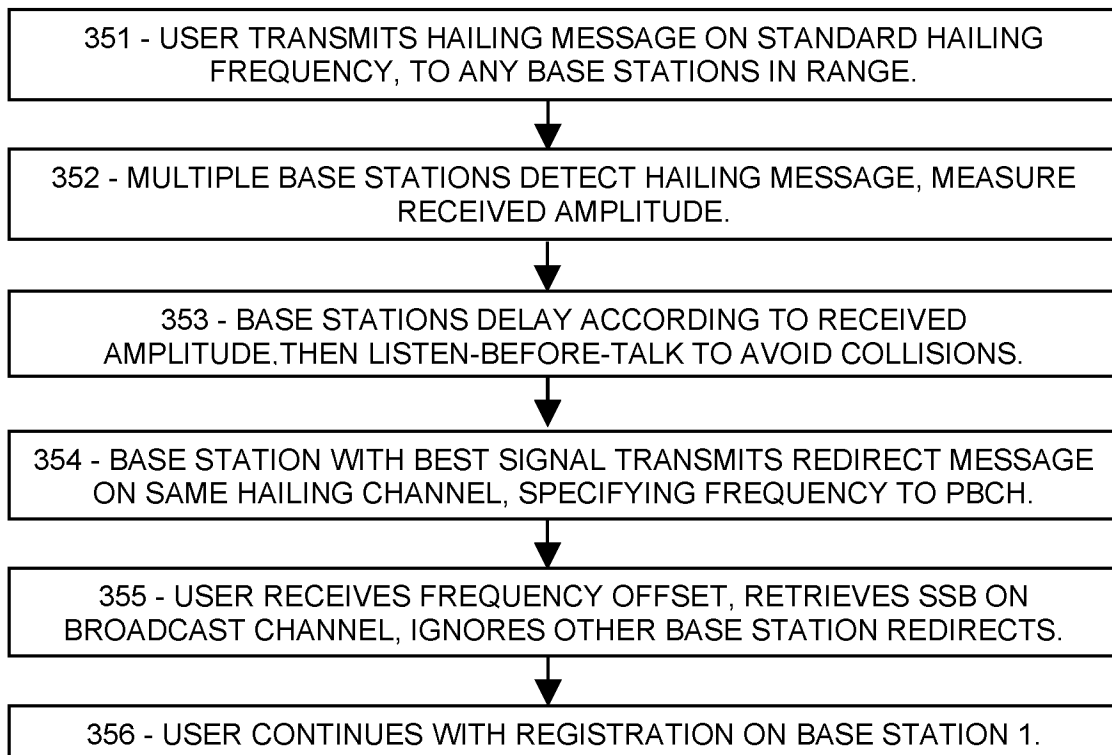 351 - USER TRANSMITS HAILING MESSAGE ON STANDARD HAILING
FREQUENCY, TO ANY BASE STATIONS IN RANGE.
352 - MULTIPLE BASE STATIONS DETECT HAILING MESSAGE, MEASURE
RECEIVED AMPLITUDE.
353 - BASE STATIONS DELAY ACCORDING TO RECEIVED
AMPLITUDE.THEN LISTEN-BEFORE-TALK TO AVOID COLLISIONS.
354 - BASE STATION WITH BEST SIGNAL TRANSMITS REDIRECT MESSAGE
ON SAME HAILING CHANNEL, SPECIFYING FREQUENCY TO PBCH.
355 - USER RECEIVES FREQUENCY OFFSET, RETRIEVES SSB ON
BROADCAST CHANNEL, IGNORES OTHER BASE STATION REDIRECTS.
356 - USER CONTINUES WITH REGISTRATION ON BASE STATION 1.